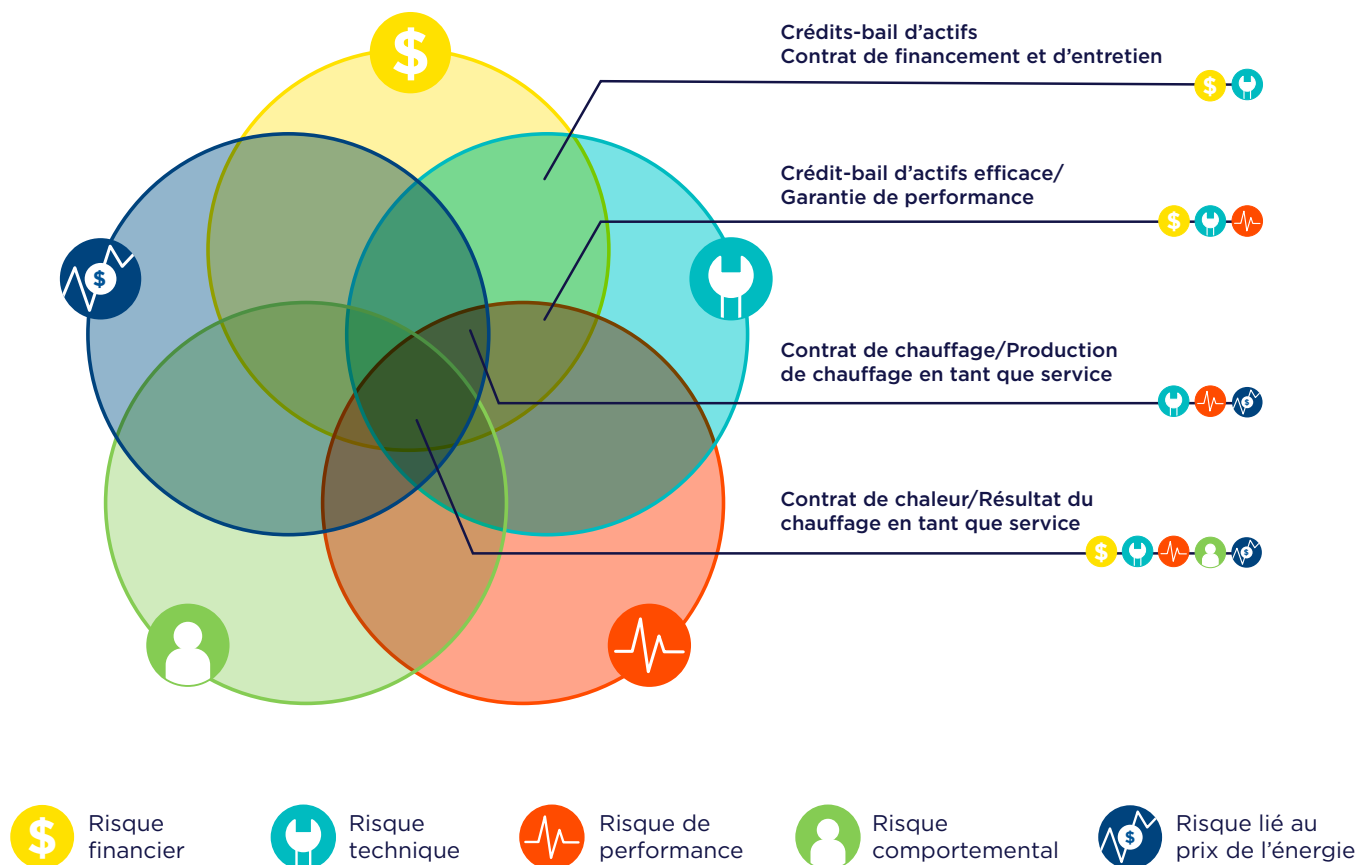 $
Crédits-bail d'actifs
Contrat de financement et d'entretien
$
Crédit-bail d'actifs efficace/
Garantie de performance
$
$
Contrat de chauffage/Production
de chauffage en tant que service
$
Contrat de chaleur/Résultat du
chauffage en tant que service
$
$
$
Risque
financier
Risque
technique
Risque de
performance
Risque
comportemental
$
Risque lié au
prix de l’énergie